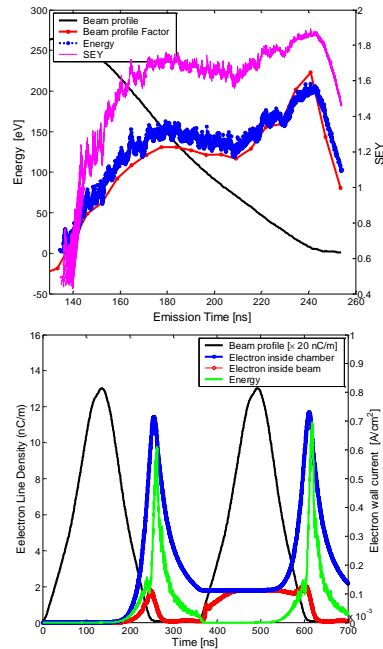 300
250
200
150
100
50
0
-50
Energy [eV]
Beam profile
Beam profile Factor
Energy
SEY
2
1.8
1.6
1.4
1.2
1
0.8
0.6
0.4
SEY
140 160 180 200 220 240 260
Emission Time [ns]
16
14
12
10
8
6
4
2
0
Eelectron Line Density (nC/m)
Beam profile [× 20 nC/m]
Electron inside chamber
Electron inside beam
Energy
1
0.9
0.8
0.7
0.6
0.5
0.4
0.3
0.2
0.1
0
x 10⁻³
Electron wall current [A/cm²]
0 100 200 300 400 500 600 700
Time [ns]